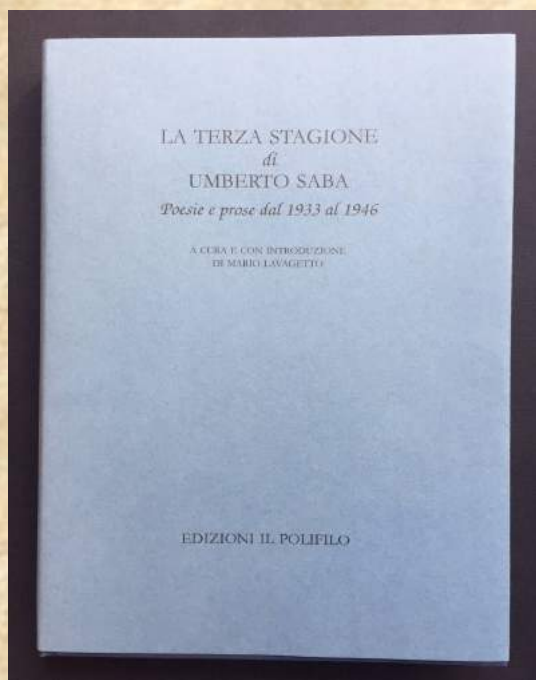 LA TERZA STAGIONE
di
UMBERTO SABA
Poesie e prose dal 1933 al 1946
A CURA E CON INTRODUZIONE
DI MARIO LAVAGETTO
EDIZIONI IL POLIFILO